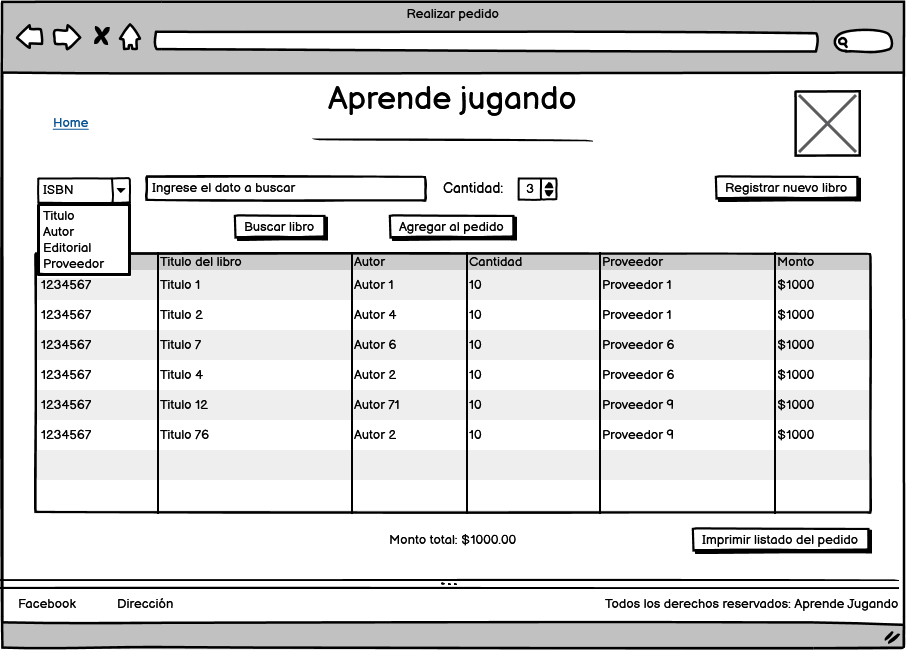 Realizar pedido
Aprende jugando
Home
ISBN Ingrese el dato a buscar Cantidad: 3 Registrar nuevo libro
Titulo
Autor
Editorial
Proveedor
Buscar libro Agregar al pedido
Titulo del libro Autor Cantidad Proveedor Monto
1234567 Titulo 1 Autor 1 10 Proveedor 1 $1000
1234567 Titulo 2 Autor 4 10 Proveedor 1 $1000
1234567 Titulo 7 Autor 6 10 Proveedor 6 $1000
1234567 Titulo 4 Autor 2 10 Proveedor 6 $1000
1234567 Titulo 12 Autor 71 10 Proveedor 9 $1000
1234567 Titulo 76 Autor 2 10 Proveedor 9 $1000
Monto total: $1000.00 Imprimir listado del pedido
Facebook Dirección Todos los derechos reservados: Aprende Jugando